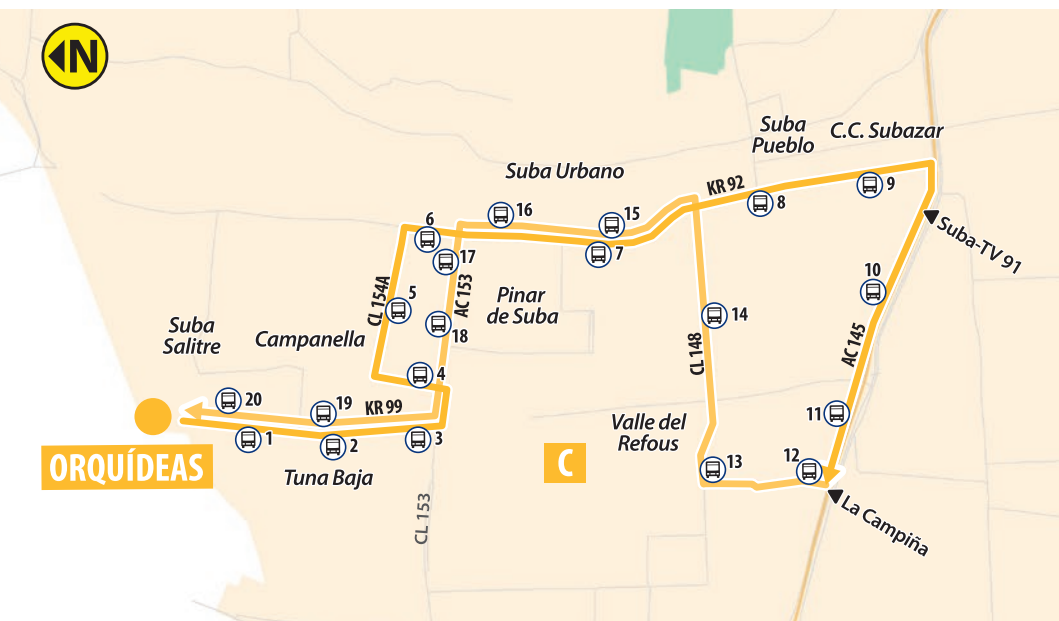 N
Suba
Pueblo
C.C. Subazar
Suba Urbano
KR 92
9
16
15
8
6
7
17
Suba-TV 91
CL 154A
AC 153
5
Pinar
de Suba
10
14
Suba
Salitre
Campanella
18
CL 148
AC 145
4
20
19
KR 99
11
Valle del
Refous
1
2
3
12
13
ORQUÍDEAS
Tuna Baja
C
CL 153
La Campiña